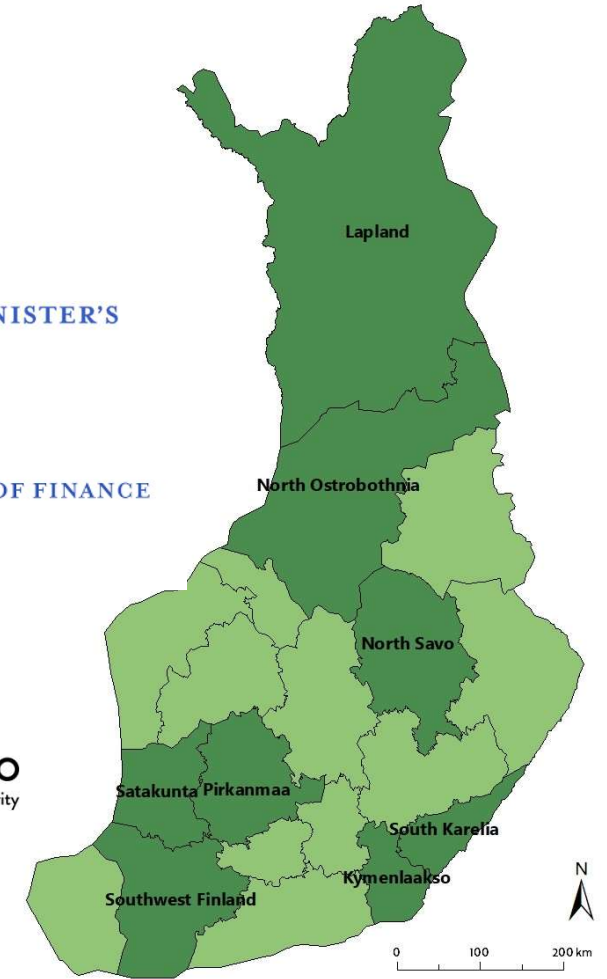 Lapland
NISTER'S
North Ostrobothnia
OF FINANCE
North Savo
O
ity
Satakunta
Pirkanmaa
South Karelia
Kymenlaakso
Southwest Finland
N
0 100 200 km